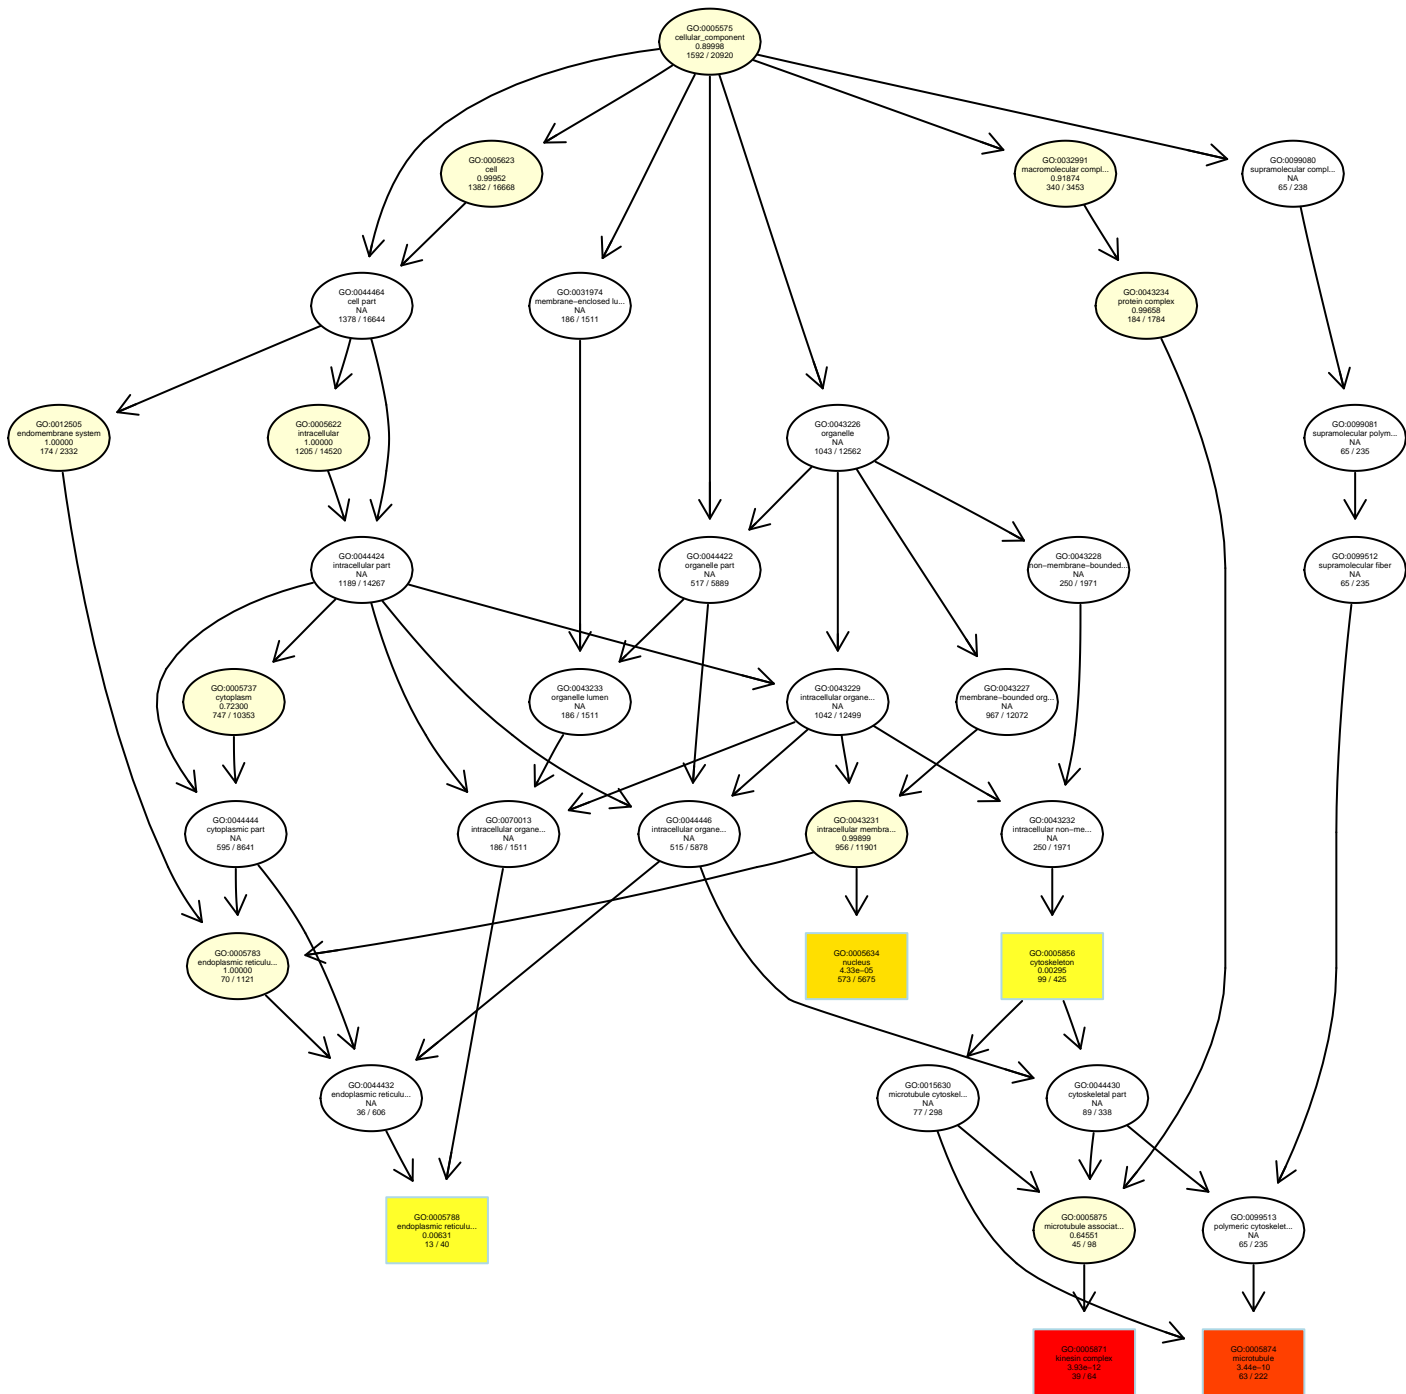 GO:0005575
cellular_component
0.89998
1592 / 20920
GO:0005623
cell
0.99952
1382 / 16668
GO:0032991
macromolecular compl...
0.91874
340 / 3453
GO:0099080
supramolecular compl...
NA
65 / 238
GO:0044464
cell part
NA
1378 / 16644
GO:0031974
membrane−enclosed lu...
NA
186 / 1511
GO:0043234
protein complex
0.99658
184 / 1784
GO:0012505
endomembrane system
1.00000
174 / 2332
GO:0005622
intracellular
1.00000
1205 / 14520
GO:0043226
organelle
NA
1043 / 12562
GO:0099081
supramolecular polym...
NA
65 / 235
GO:0044424
intracellular part
NA
1189 / 14267
GO:0044422
organelle part
NA
517 / 5889
GO:0043228
non−membrane−bounded...
NA
250 / 1971
GO:0099512
supramolecular fiber
NA
65 / 235
GO:0005737
cytoplasm
0.72300
747 / 10353
GO:0043233
organelle lumen
NA
186 / 1511
GO:0043229
intracellular organe...
NA
1042 / 12499
GO:0043227
membrane−bounded org...
NA
967 / 12072
GO:0044444
cytoplasmic part
NA
595 / 8641
GO:0070013
intracellular organe...
NA
186 / 1511
GO:0044446
intracellular organe...
NA
515 / 5878
GO:0043231
intracellular membra...
0.99899
956 / 11901
GO:0043232
intracellular non−me...
NA
250 / 1971
GO:0005783
endoplasmic reticulu...
1.00000
70 / 1121
GO:0005634
nucleus
4.33e−05
573 / 5675
GO:0005856
cytoskeleton
0.00295
99 / 425
GO:0044432
endoplasmic reticulu...
NA
36 / 606
GO:0015630
microtubule cytoskel...
NA
77 / 298
GO:0044430
cytoskeletal part
NA
89 / 338
GO:0005788
endoplasmic reticulu...
0.00631
13 / 40
GO:0005875
microtubule associat...
0.64551
45 / 98
GO:0099513
polymeric cytoskelet...
NA
65 / 235
GO:0005871
kinesin complex
3.93e−12
39 / 64
GO:0005874
microtubule
3.44e−10
63 / 222